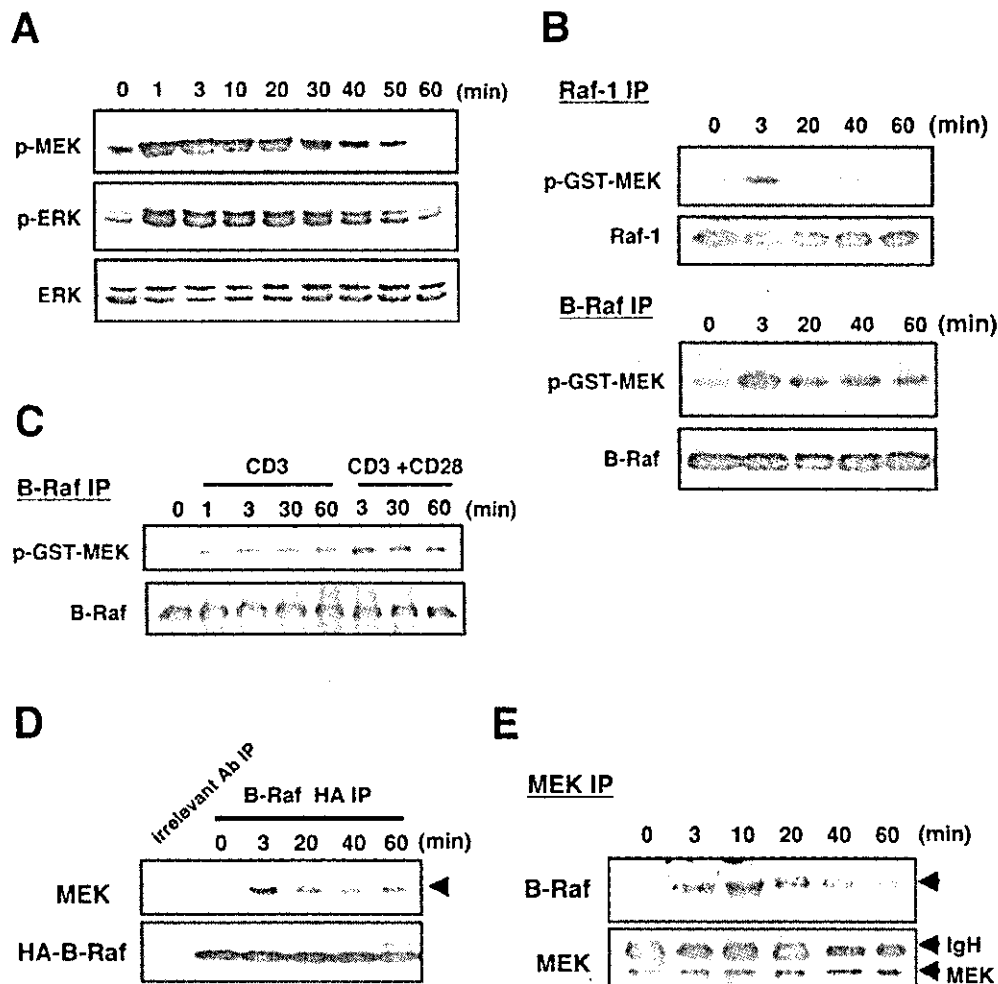 A
0 1 3 10 20 30 40 50 60 (min)
p-MEK
p-ERK
ERK
B
Raf-1 IP
0 3 20 40 60 (min)
p-GST-MEK
Raf-1
B-Raf IP
0 3 20 40 60 (min)
p-GST-MEK
B-Raf
C
CD3 CD3 +CD28
B-Raf IP
0 1 3 30 60 3 30 60 (min)
p-GST-MEK
B-Raf
D
irrelevant Ab IP
B-Raf HA IP
0 3 20 40 60 (min)
MEK
HA-B-Raf
E
MEK IP
0 3 10 20 40 60 (min)
B-Raf
IgH
MEK
MEK